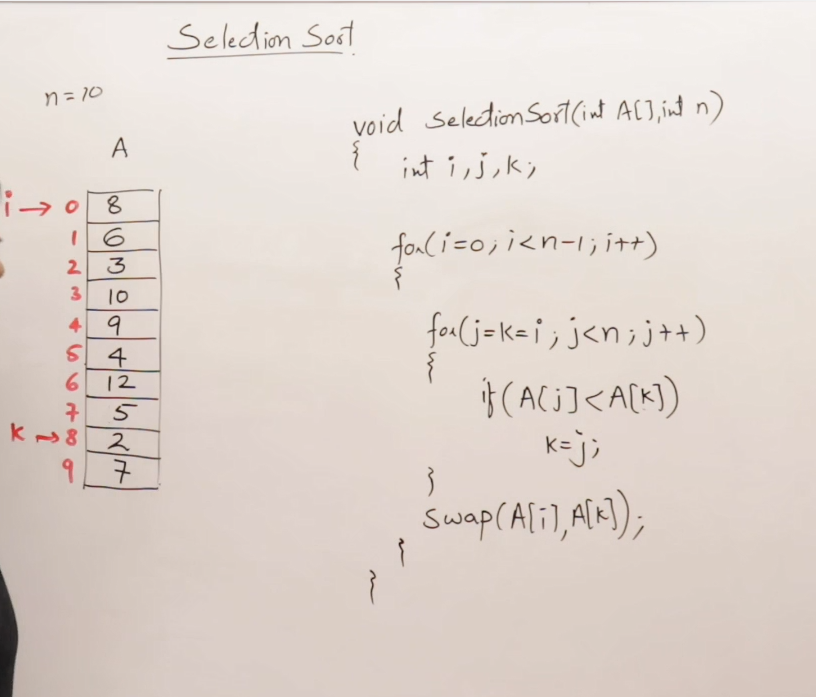 Selection Sort
n=10
A
i → 0 8
1 6
2 3
3 10
4 9
5 4
6 12
7 5
k → 8 2
9 7
void SelectionSort(int A[],int n)
{
int i,j,k;
for(i=0;i<n-1;i++)
{
for(j=k=i;j<n;j++)
{
if(A[j]<A[k])
k=j;
}
swap(A[i],A[k]);
}
}